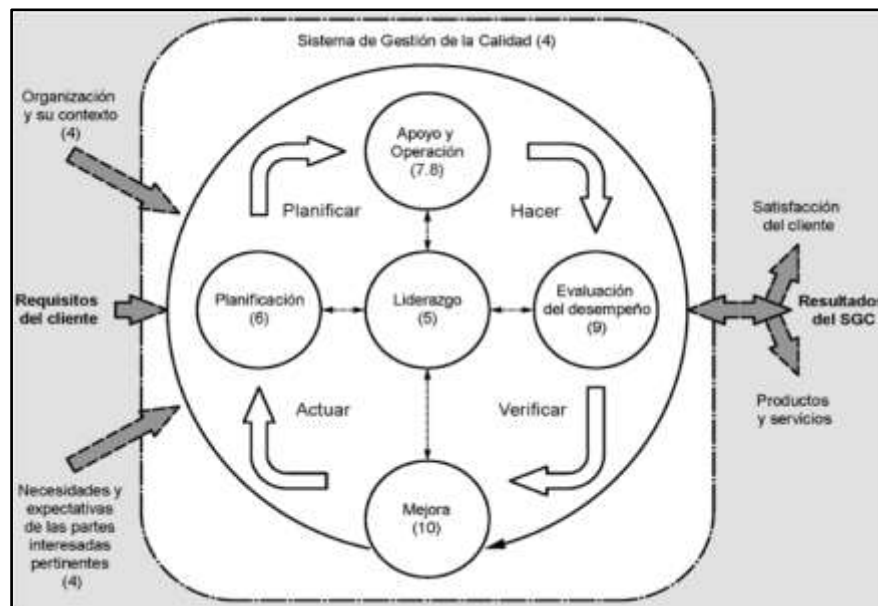 Sistema de Gestión de la Calidad (4)
Organización
y su contexto
(4)
Apoyo y
Operación
(7.8)
Planificar
Hacer
Satisfacción
del cliente
Requisitos
del cliente
Planificación
(6)
Liderazgo
(5)
Evaluación
del desempeño
(9)
Resultados
del SGC
Actuar
Verificar
Productos
y servicios
Necesidades y
expectativas
de las partes
interesadas
pertinentes
(4)
Mejora
(10)